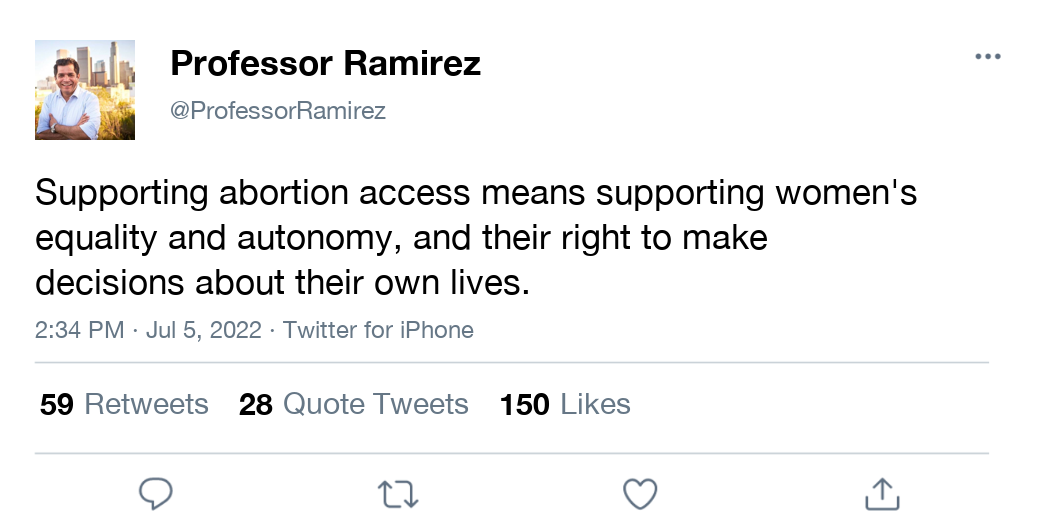 Professor Ramirez
@ProfessorRamirez
Supporting abortion access means supporting women's
equality and autonomy, and their right to make
decisions about their own lives.
2:34 PM · Jul 5, 2022 · Twitter for iPhone
59 Retweets 28 Quote Tweets 150 Likes